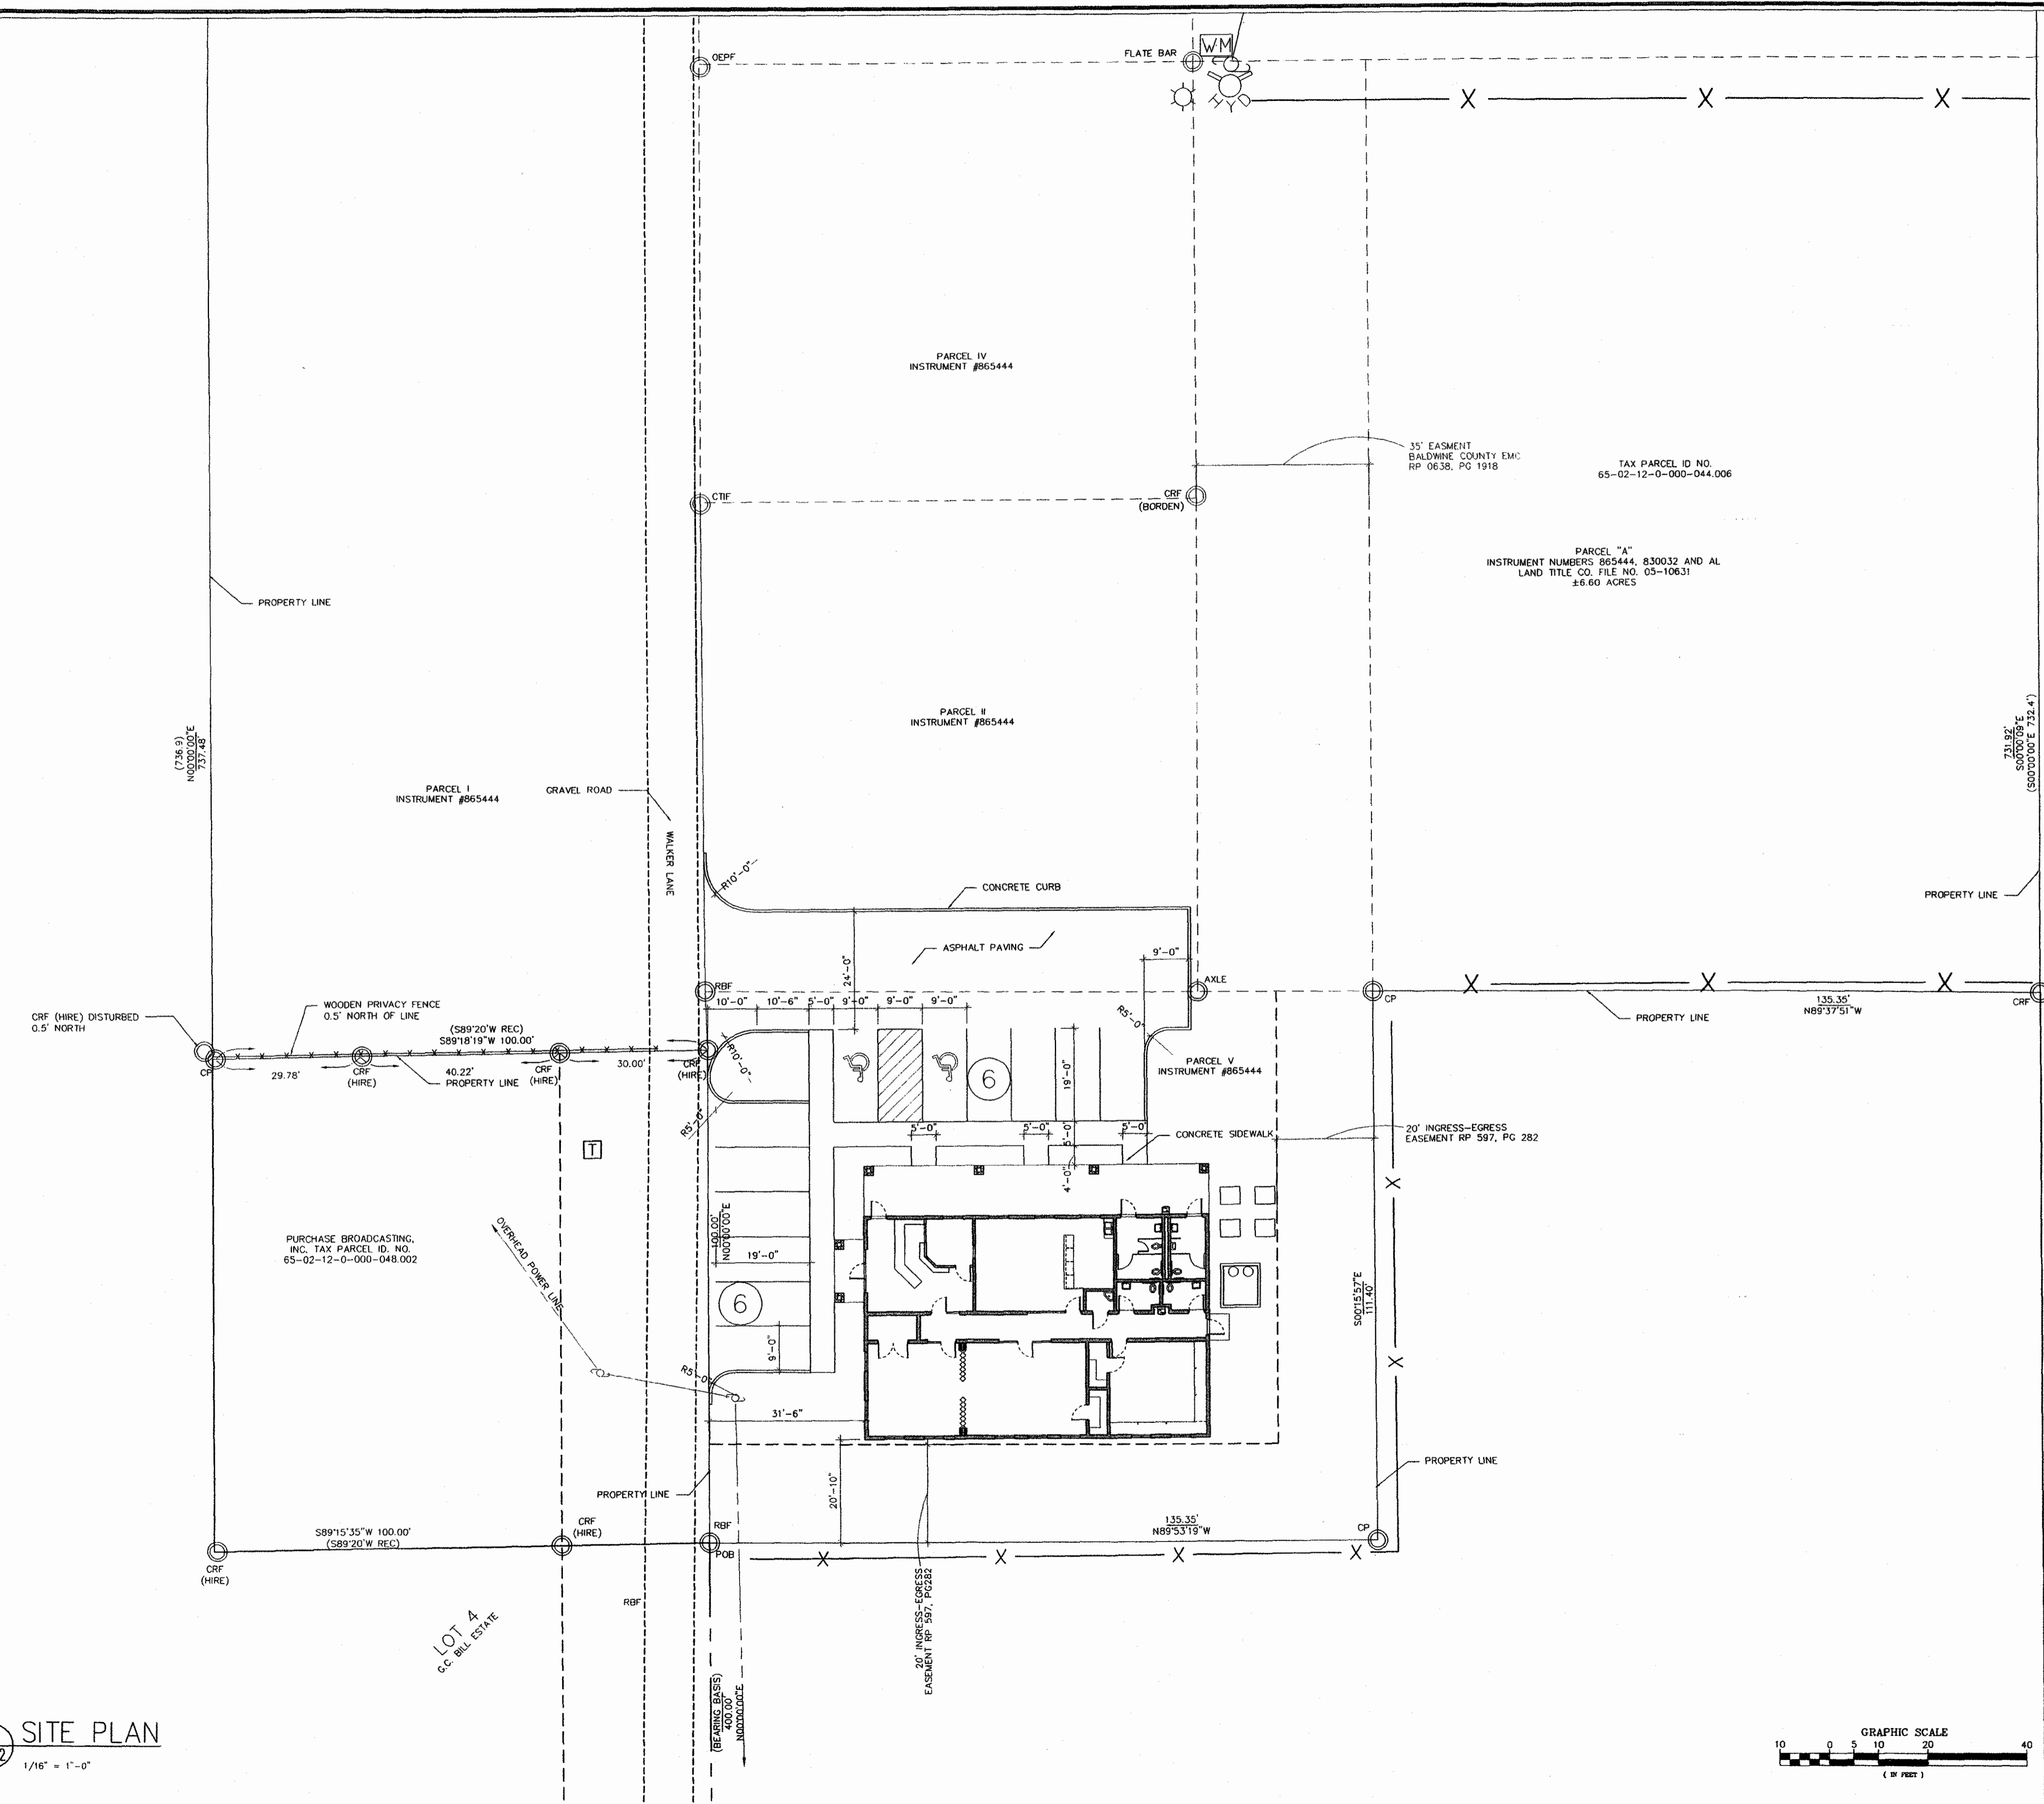 OEPF
FLATE BAR
WM
HYD
PARCEL IV
INSTRUMENT #865444
35' EASMENT
BALDWINE COUNTY EMC
RP 0638, PG 1918
TAX PARCEL ID NO.
65-02-12-0-000-044.006
CTIF
CRF
(BORDEN)
PARCEL "A"
INSTRUMENT NUMBERS 865444, 830032 AND AL
LAND TITLE CO. FILE NO. 05-10631
±6.60 ACRES
PROPERTY LINE
PARCEL II
INSTRUMENT #865444
(736.9)
N00°00'00"E
737.48'
731.92'
S00°00'09"E
(S00°00'00"E 732.4')
PARCEL I
INSTRUMENT #865444
GRAVEL ROAD
WALKER LANE
R10'-0"
CONCRETE CURB
PROPERTY LINE
ASPHALT PAVING
24'-0"
9'-0"
RBF
AXLE
CP
CRF
10'-0"
10'-6"
5'-0"
9'-0"
9'-0"
9'-0"
135.35'
N89°37'51"W
PROPERTY LINE
WOODEN PRIVACY FENCE
0.5' NORTH OF LINE
CRF (HIRE) DISTURBED
0.5' NORTH
(S89°20'W REC)
S89°18'19"W 100.00'
R5'-0"
R10'-0"
CP
29.78'
CRF
(HIRE)
40.22'
PROPERTY LINE
CRF
(HIRE)
30.00'
CRF
(HIRE)
6
19'-0"
PARCEL V
INSTRUMENT #865444
R5'-0"
5'-0"
5'-0"
5'-0"
5'-0"
CONCRETE SIDEWALK
20' INGRESS-EGRESS
EASEMENT RP 597, PG 282
T
4'-0"
PURCHASE BROADCASTING,
INC. TAX PARCEL ID. NO.
65-02-12-0-000-048.002
OVERHEAD POWER LINE
100.00'
N00°00'00"E
19'-0"
6
9'-0"
R5'-0"
S00°15'57"E
111.40'
31'-6"
20'-10"
PROPERTY LINE
PROPERTY LINE
S89°15'35"W 100.00'
(S89°20'W REC)
CRF
(HIRE)
RBF
POB
135.35'
N89°53'19"W
CP
CRF
(HIRE)
RBF
20' INGRESS-EGRESS
EASEMENT RP 597, PG282
LOT 4
G.C. BILL ESTATE
(BEARING BASIS)
400.00'
N00°00'00"E
2
SITE PLAN
1/16" = 1'-0"
GRAPHIC SCALE
10 0 5 10 20 40
( IN FEET )